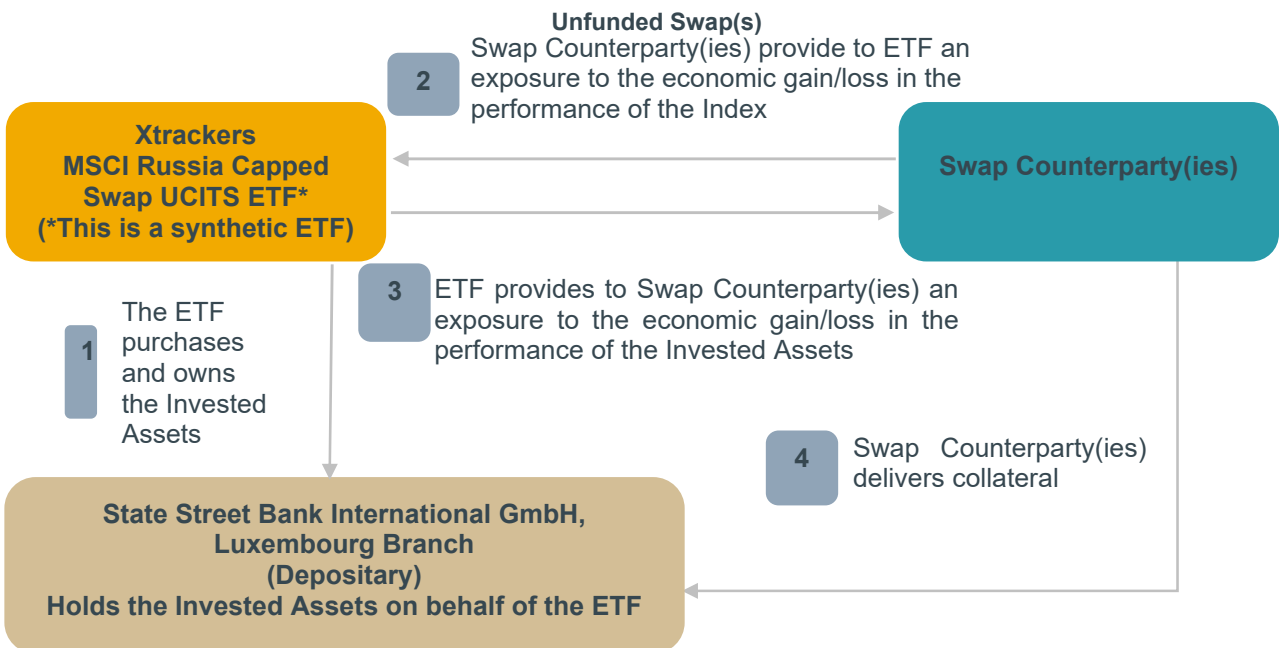 Unfunded Swap(s)
2
Swap Counterparty(ies) provide to ETF an
exposure to the economic gain/loss in the
performance of the Index
Xtrackers
MSCI Russia Capped
Swap UCITS ETF*
(*This is a synthetic ETF)
Swap Counterparty(ies)
3
ETF provides to Swap Counterparty(ies) an
exposure to the economic gain/loss in the
performance of the Invested Assets
1
The ETF
purchases
and owns
the Invested
Assets
4
Swap Counterparty(ies)
delivers collateral
State Street Bank International GmbH,
Luxembourg Branch
(Depositary)
Holds the Invested Assets on behalf of the ETF